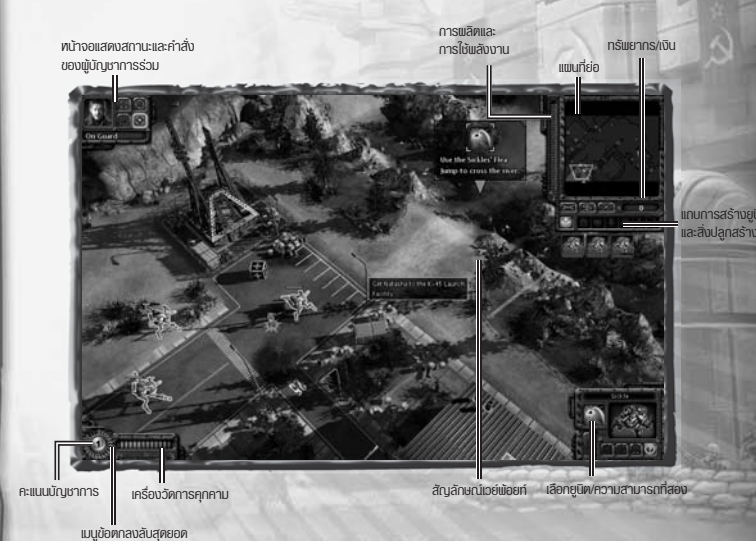 หน้าจอแสดงสถานะและคำสั่ง
ของผู้บัญชาการร่วม
การผลิตและ
การใช้พลังงาน
ทรัพยากร/เงิน
แผนที่ย่อ
On Guard
Use the Sickles' Flea
Jump to cross the river.
แถบการสร้างยูนิ
และสิ่งปลูกสร้าง
Get Natasha to the K-45 Launch
Facility
Sickle
คะแนนบัญชาการ
เครื่องวัดการคุกคาม
สัญลักษณ์เวย์พ้อยท์
เลือกยูนิต/ความสามารถที่สอง
เมนูข้อตกลงลับสุดยอด